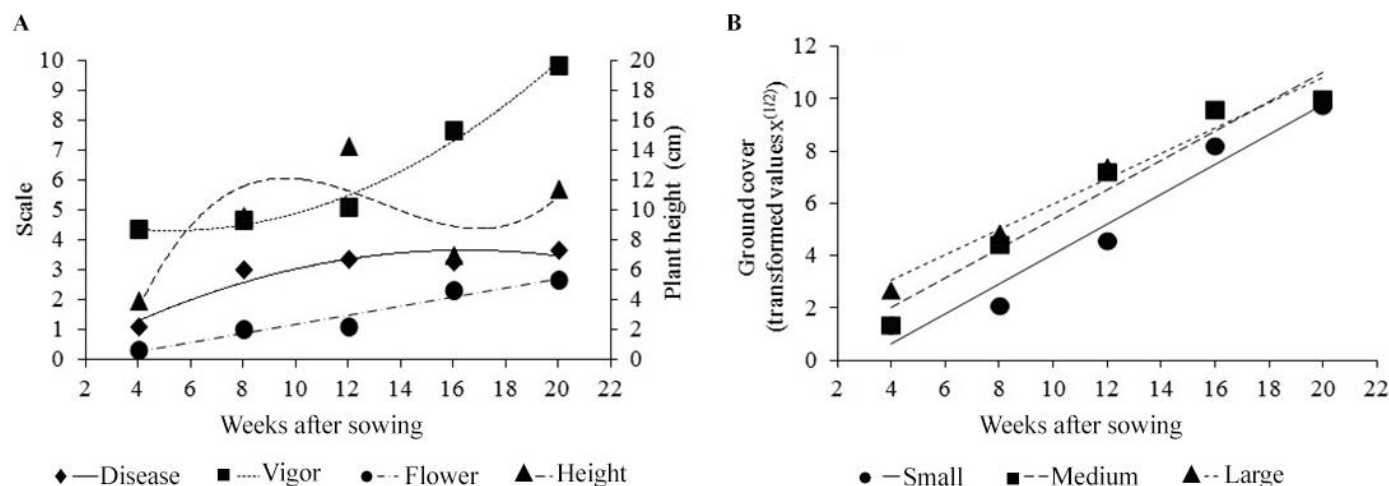 A
10
9
8
7
6
5
4
3
2
1
0
Scale
20
18
16
14
12
10
8
6
4
2
0
Plant height (cm)
2 4 6 8 10 12 14 16 18 20 22
Weeks after sowing
Disease Vigor Flower Height
B
12
10
8
6
4
2
0
Ground cover
(transformed values x^(1/2))
2 4 6 8 10 12 14 16 18 20 22
Weeks after sowing
Small Medium Large